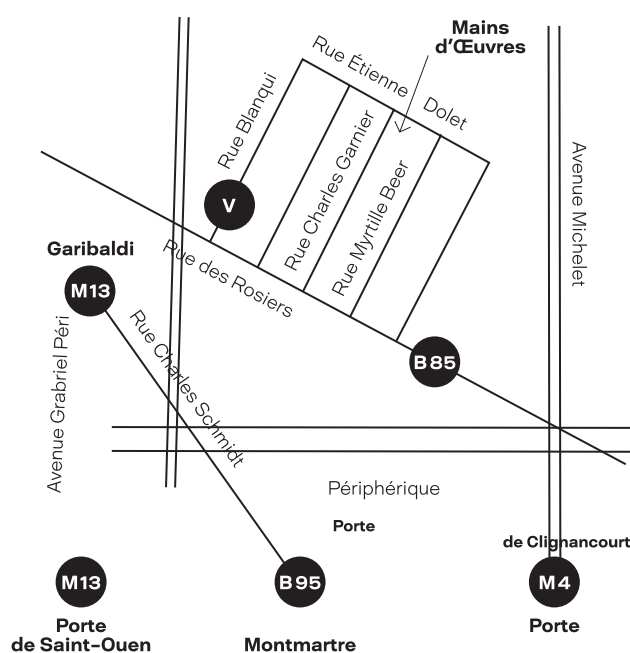 Mains
d'Œuvres
Rue Étienne Dolet
Rue Blanqui
Rue Charles Garnier
Rue Myrtille Beer
Avenue Michelet
V
Rue des Rosiers
Garibaldi
M13
B85
Rue Charles Schmidt
Avenue Grabriel Péri
Périphérique
Porte
de Clignancourt
M13
B95
M4
Porte
de Saint-Ouen
Montmartre
Porte